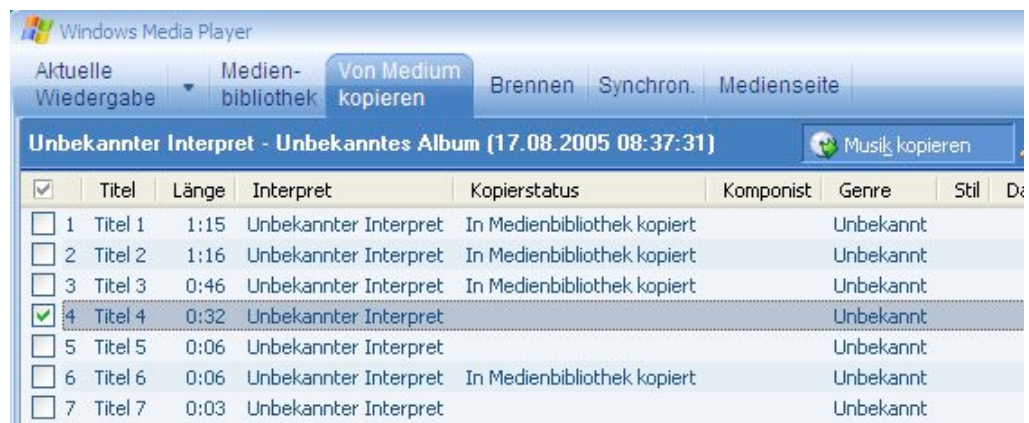 Windows Media Player
Aktuelle Wiedergabe Medien-bibliothek Von Medium kopieren Brennen Synchron. Medienseite
Unbekannter Interpret - Unbekanntes Album (17.08.2005 08:37:31) Musik kopieren
Titel Länge Interpret Kopierstatus Komponist Genre Stil
1 Titel 1 1:15 Unbekannter Interpret In Medienbibliothek kopiert Unbekannt
2 Titel 2 1:16 Unbekannter Interpret In Medienbibliothek kopiert Unbekannt
3 Titel 3 0:46 Unbekannter Interpret In Medienbibliothek kopiert Unbekannt
4 Titel 4 0:32 Unbekannter Interpret Unbekannt
5 Titel 5 0:06 Unbekannter Interpret Unbekannt
6 Titel 6 0:06 Unbekannter Interpret In Medienbibliothek kopiert Unbekannt
7 Titel 7 0:03 Unbekannter Interpret Unbekannt